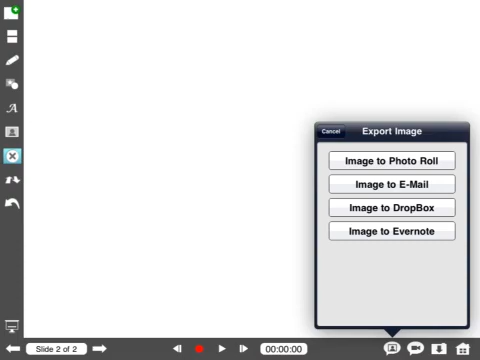 Cancel Export Image
Image to Photo Roll
Image to E-Mail
Image to DropBox
Image to Evernote
Slide 2 of 2 00:00:00